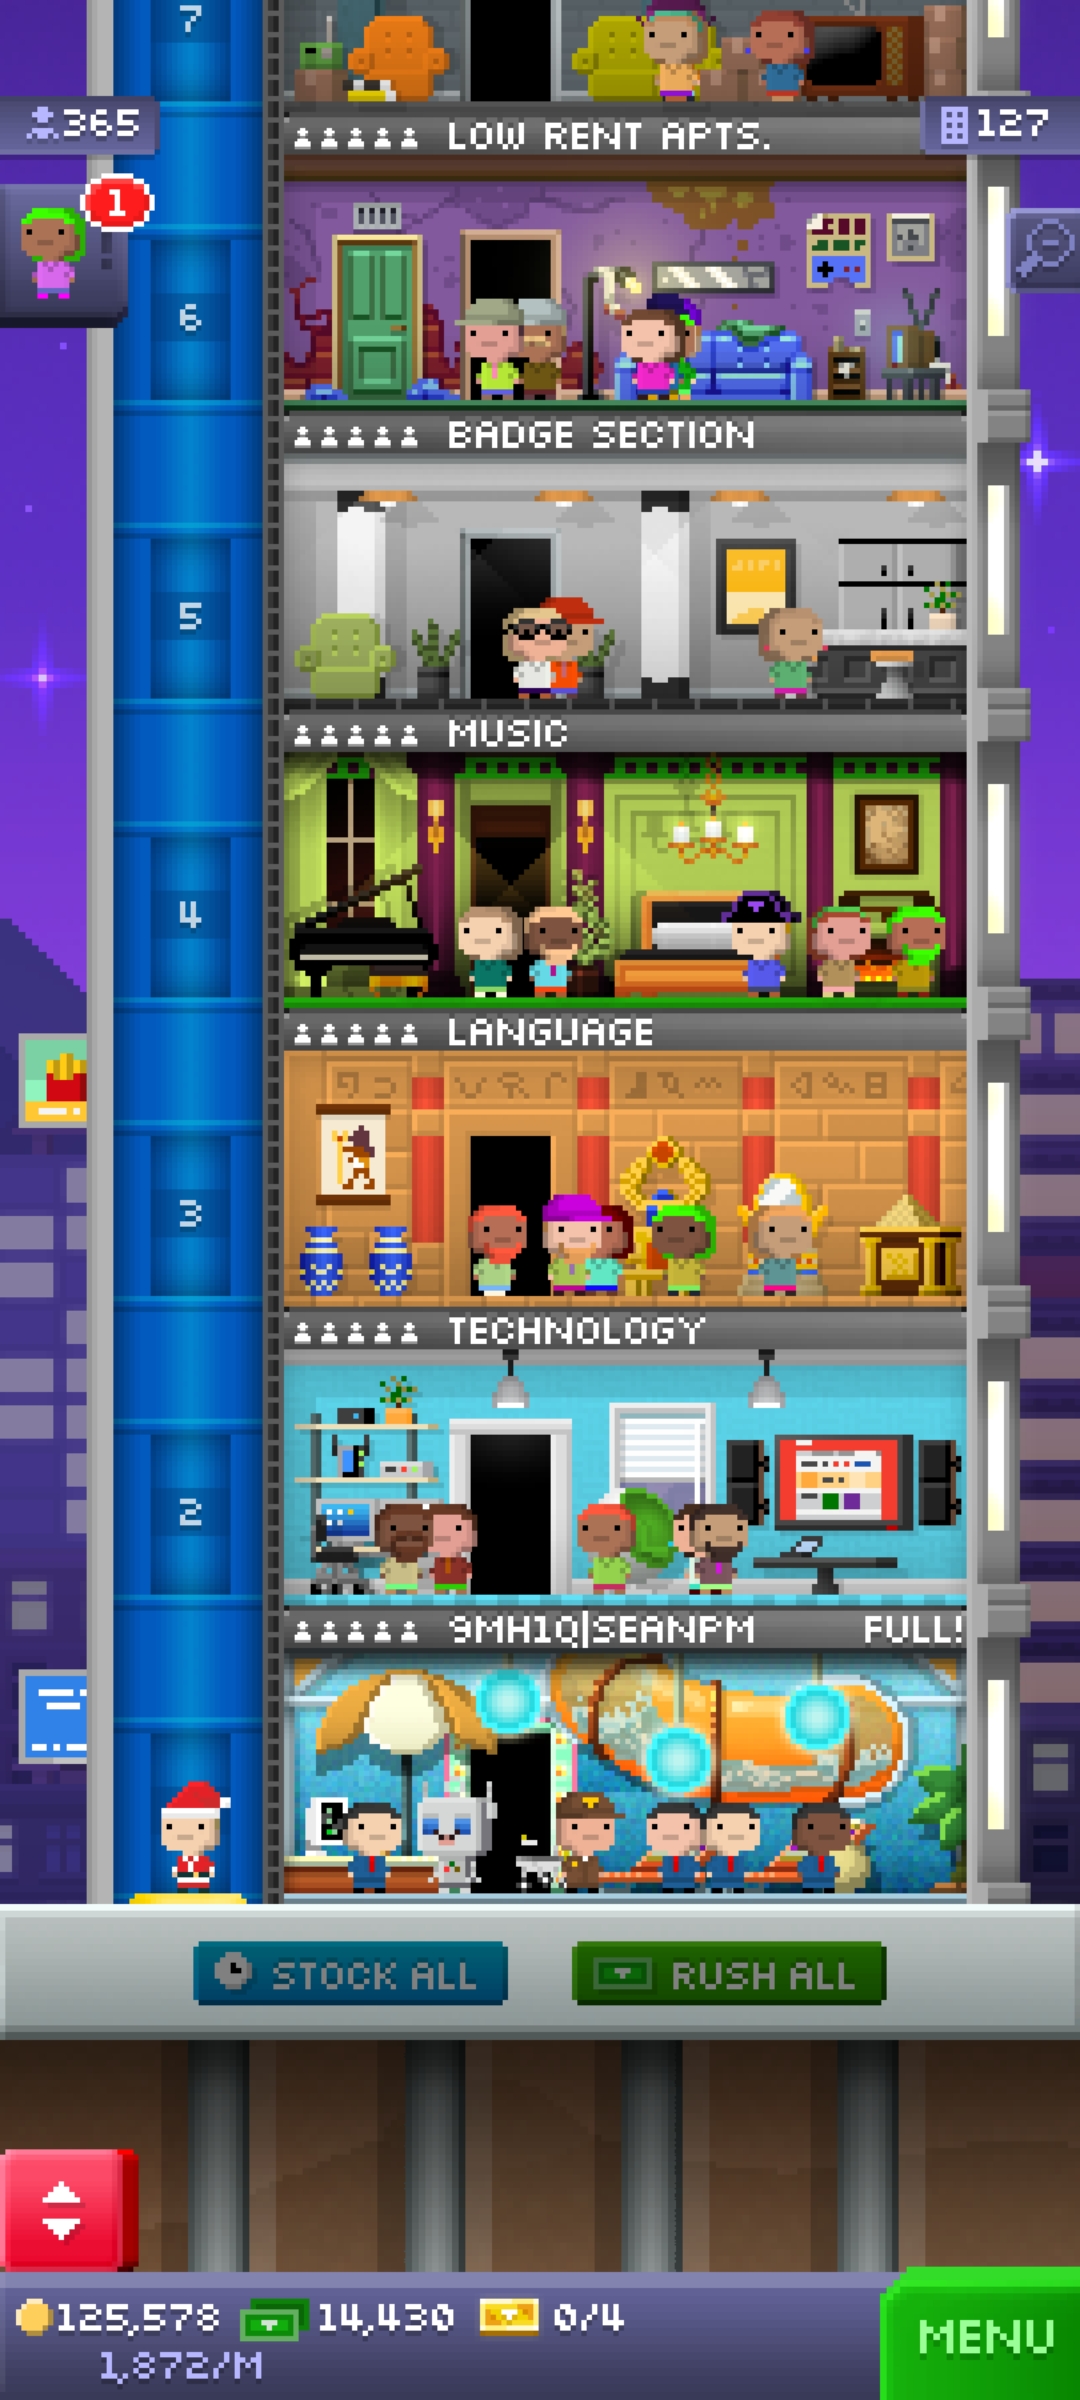 7
365
LOW RENT APTS.
127
1
6
BADGE SECTION
5
MUSIC
4
LANGUAGE
3
TECHNOLOGY
2
9MH1Q|SEANPM FULL!
STOCK ALL
RUSH ALL
125,578 14,430 0/4
1,872/M
MENU